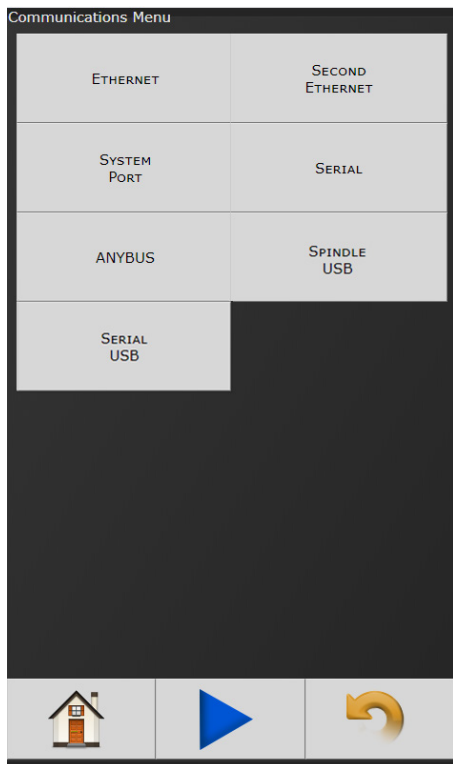 Communications Menu
Ethernet
Second
Ethernet
System
Port
Serial
ANYBUS
Spindle
USB
Serial
USB